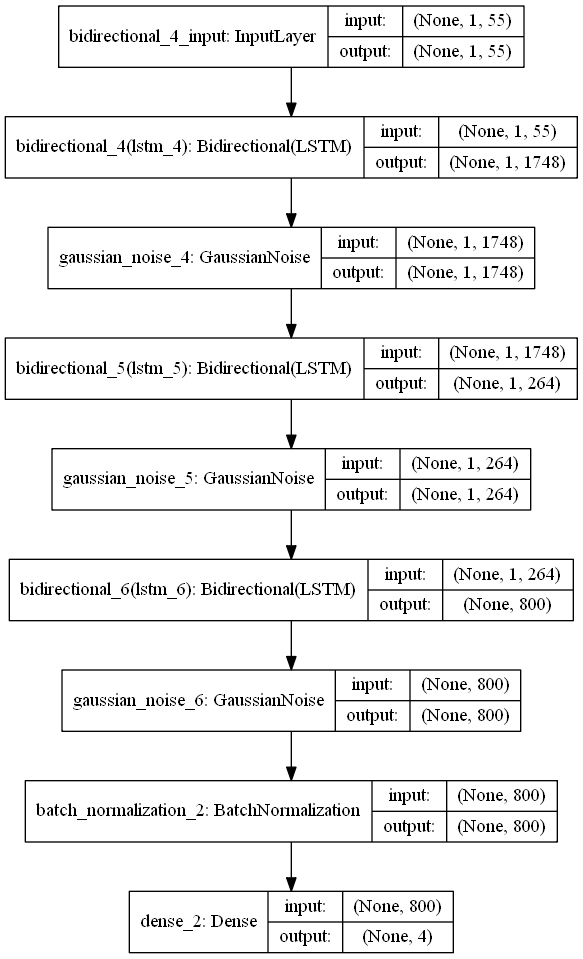 bidirectional_4_input: InputLayer
input: (None, 1, 55)
output: (None, 1, 55)
bidirectional_4(lstm_4): Bidirectional(LSTM)
input: (None, 1, 55)
output: (None, 1, 1748)
gaussian_noise_4: GaussianNoise
input: (None, 1, 1748)
output: (None, 1, 1748)
bidirectional_5(lstm_5): Bidirectional(LSTM)
input: (None, 1, 1748)
output: (None, 1, 264)
gaussian_noise_5: GaussianNoise
input: (None, 1, 264)
output: (None, 1, 264)
bidirectional_6(lstm_6): Bidirectional(LSTM)
input: (None, 1, 264)
output: (None, 800)
gaussian_noise_6: GaussianNoise
input: (None, 800)
output: (None, 800)
batch_normalization_2: BatchNormalization
input: (None, 800)
output: (None, 800)
dense_2: Dense
input: (None, 800)
output: (None, 4)